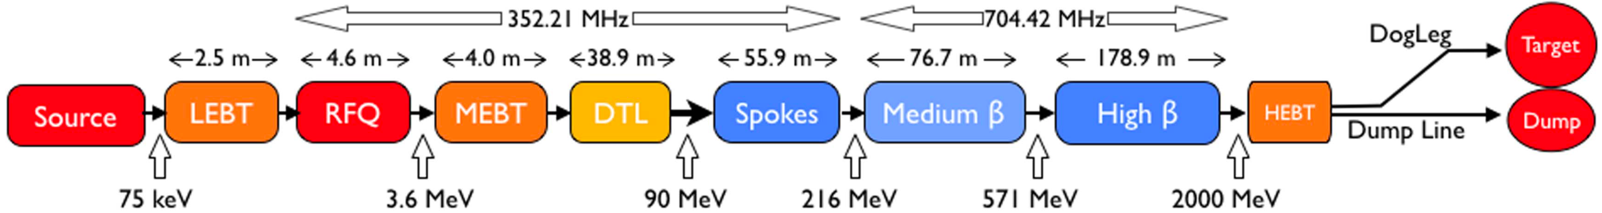 352.21 MHz
704.42 MHz
2.5 m
4.6 m
4.0 m
38.9 m
55.9 m
76.7 m
178.9 m
DogLeg
Target
Source
LEBT
RFQ
MEBT
DTL
Spokes
Medium β
High β
HEBT
Dump Line
Dump
75 keV
3.6 MeV
90 MeV
216 MeV
571 MeV
2000 MeV